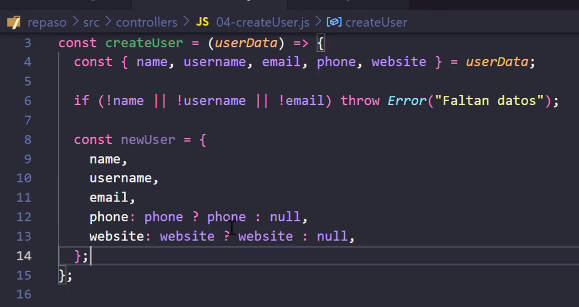 repaso > src > controllers > JS 04-createUser.js > createUser
3 const createUser = (userData) => {
4 const { name, username, email, phone, website } = userData;
5
6 if (!name || !username || !email) throw Error("Faltan datos");
7
8 const newUser = {
9 name,
10 username,
11 email,
12 phone: phone ? phone : null,
13 website: website ? website : null,
14 };
15 };
16